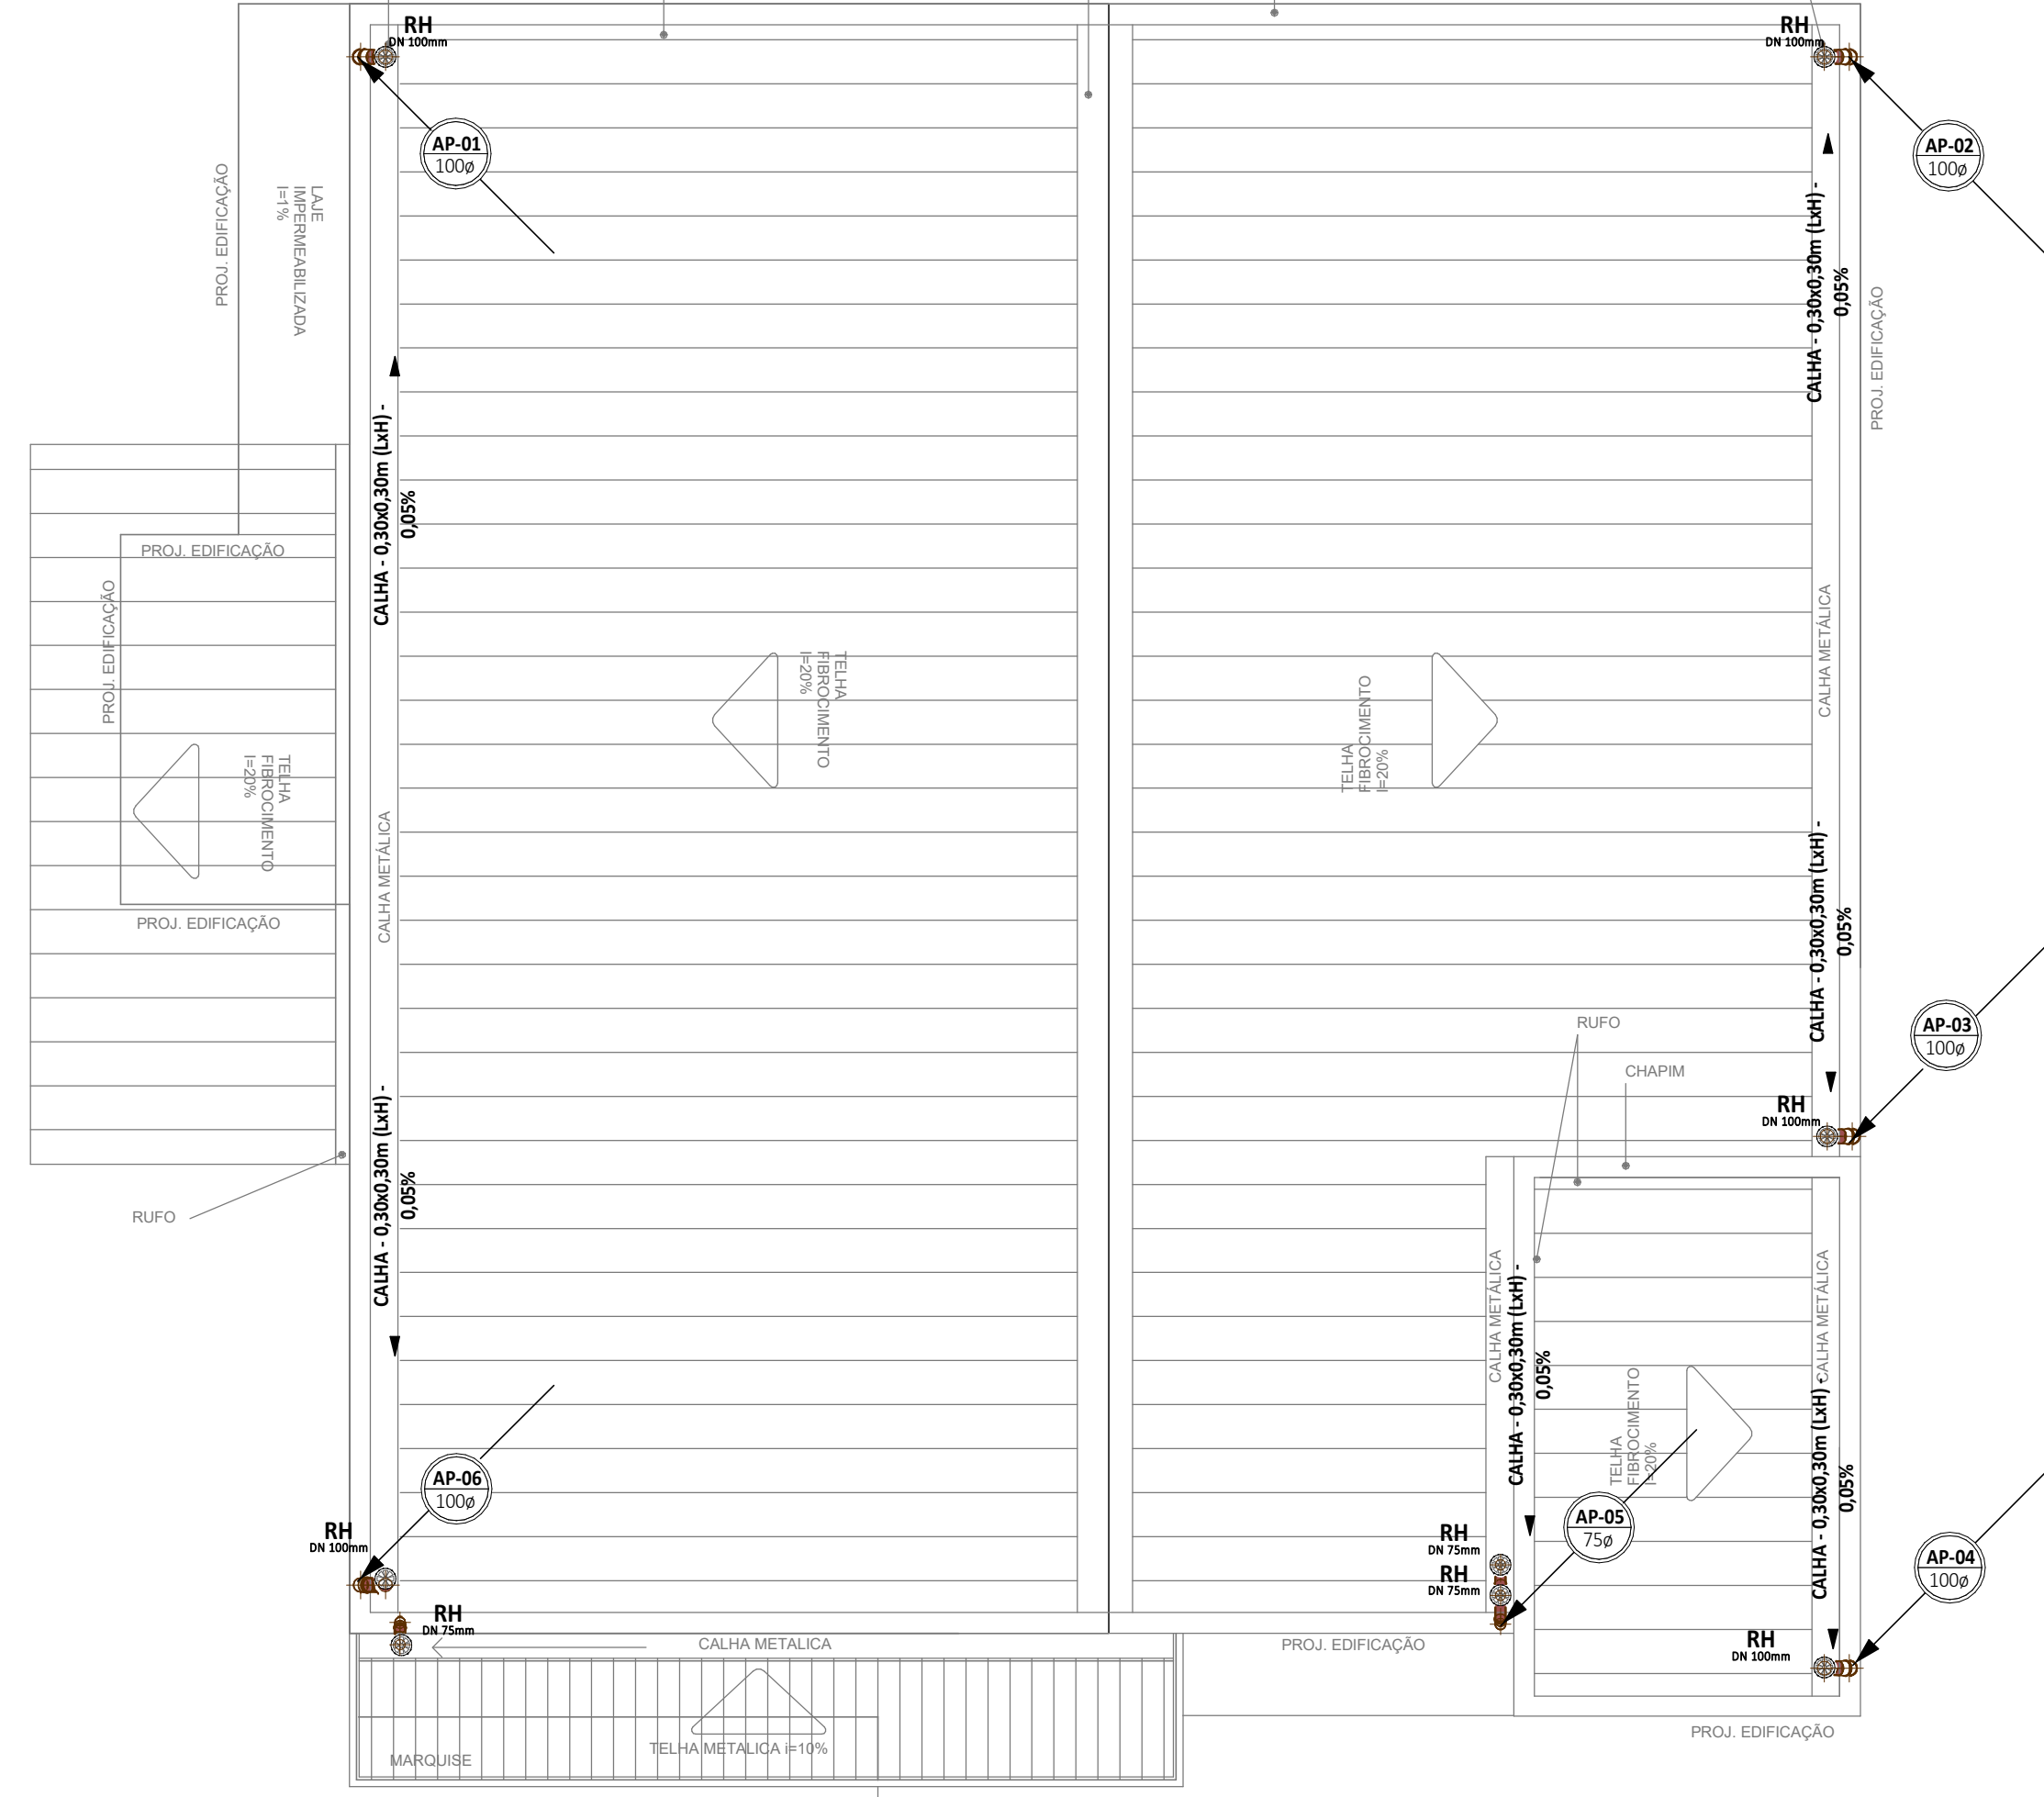 RH
DN 100mm
RH
DN 100mm
AP-01
100ø
AP-02
100ø
PROJ. EDIFICAÇÃO
LAJE
IMPERMEABILIZADA
I=1%
CALHA - 0,30x0,30m (LxH) -
0,05%
PROJ. EDIFICAÇÃO
CALHA - 0,30x0,30m (LxH) -
0,05%
PROJ. EDIFICAÇÃO
PROJ. EDIFICAÇÃO
TELHA
FIBROCIMENTO
I=20%
CALHA METÁLICA
TELHA
FIBROCIMENTO
I=20%
TELHA
FIBROCIMENTO
I=20%
CALHA METÁLICA
CALHA - 0,30x0,30m (LxH) -
0,05%
PROJ. EDIFICAÇÃO
RUFO
AP-03
100ø
CHAPIM
RH
DN 100mm
CALHA - 0,30x0,30m (LxH) -
0,05%
RUFO
CALHA METÁLICA
CALHA - 0,30x0,30m (LxH) -
0,05%
TELHA
FIBROCIMENTO
I=20%
CALHA METÁLICA
CALHA - 0,30x0,30m (LxH) -
0,05%
AP-06
100ø
AP-05
75ø
RH
DN 100mm
RH
DN 75mm
RH
DN 75mm
AP-04
100ø
RH
DN 75mm
CALHA METALICA
PROJ. EDIFICAÇÃO
RH
DN 100mm
PROJ. EDIFICAÇÃO
TELHA METALICA i=10%
MARQUISE